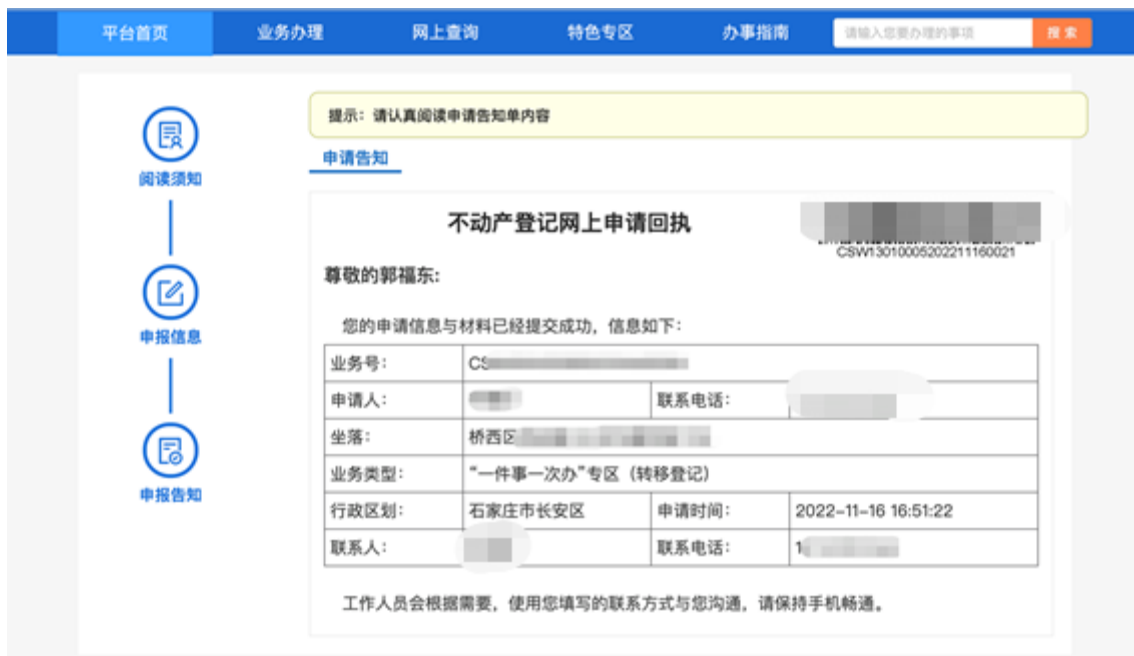 平台首页 业务办理 网上查询 特色专区 办事指南 请输入您要办理的事项 搜索
提示：请认真阅读申请告知单内容
阅读须知
申报信息
申报告知
申请告知
不动产登记网上申请回执
CSW13010005202211160021
尊敬的郭福东:
您的申请信息与材料已经提交成功，信息如下：
业务号： CS
申请人： 联系电话：
坐落： 桥西区
业务类型： “一件事一次办”专区（转移登记）
行政区划： 石家庄市长安区 申请时间： 2022-11-16 16:51:22
联系人： 联系电话： 1
工作人员会根据需要，使用您填写的联系方式与您沟通，请保持手机畅通。